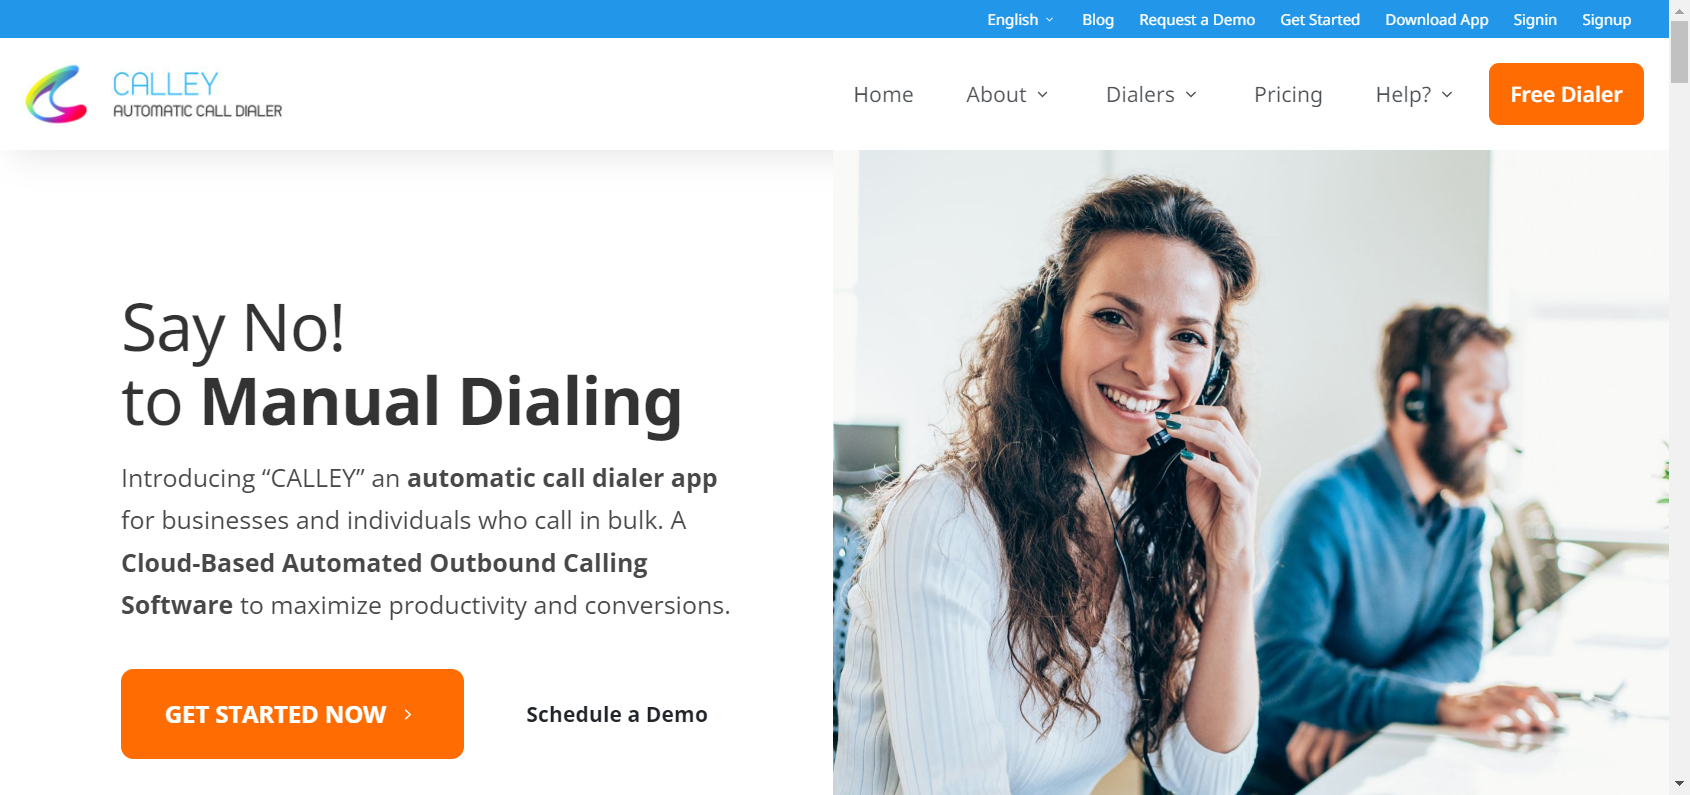 English Blog Request a Demo Get Started Download App Signin Signup
CALLEY
AUTOMATIC CALL DIALER
Home About Dialers Pricing Help? Free Dialer
Say No!
to Manual Dialing
Introducing “CALLEY” an automatic call dialer app
for businesses and individuals who call in bulk. A
Cloud-Based Automated Outbound Calling
Software to maximize productivity and conversions.
GET STARTED NOW
Schedule a Demo